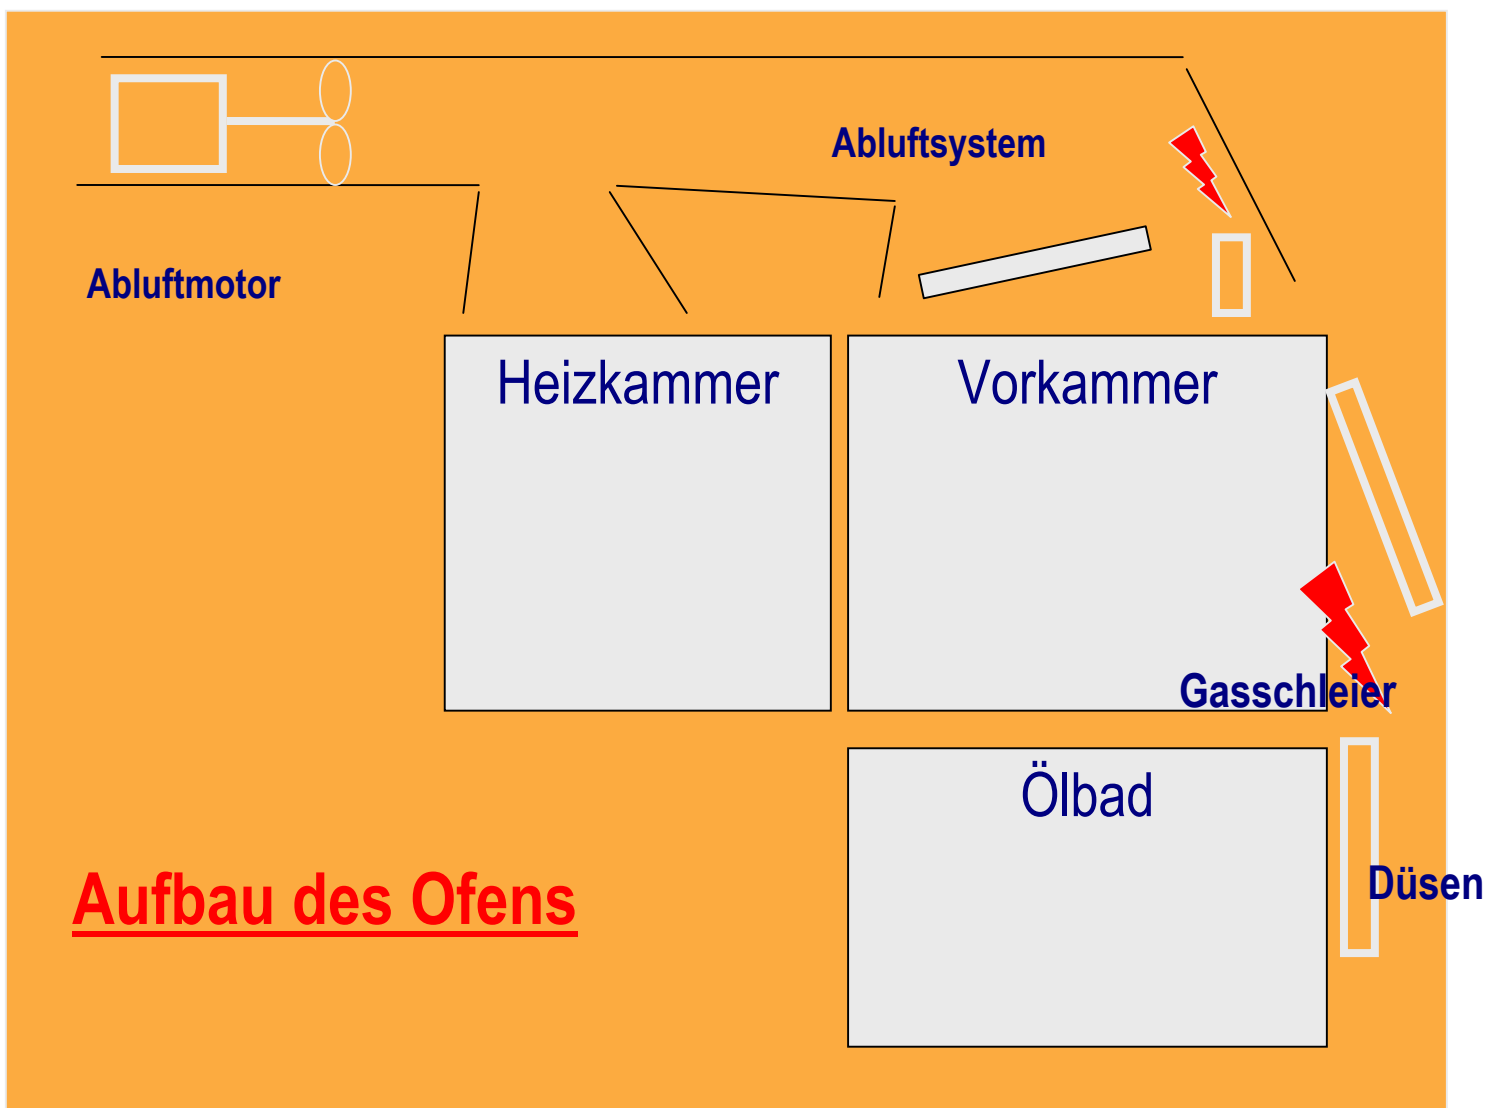 Abluftsystem
Abluftmotor
Heizkammer
Vorkammer
Gasschleier
Ölbad
Düsen
Aufbau des Ofens